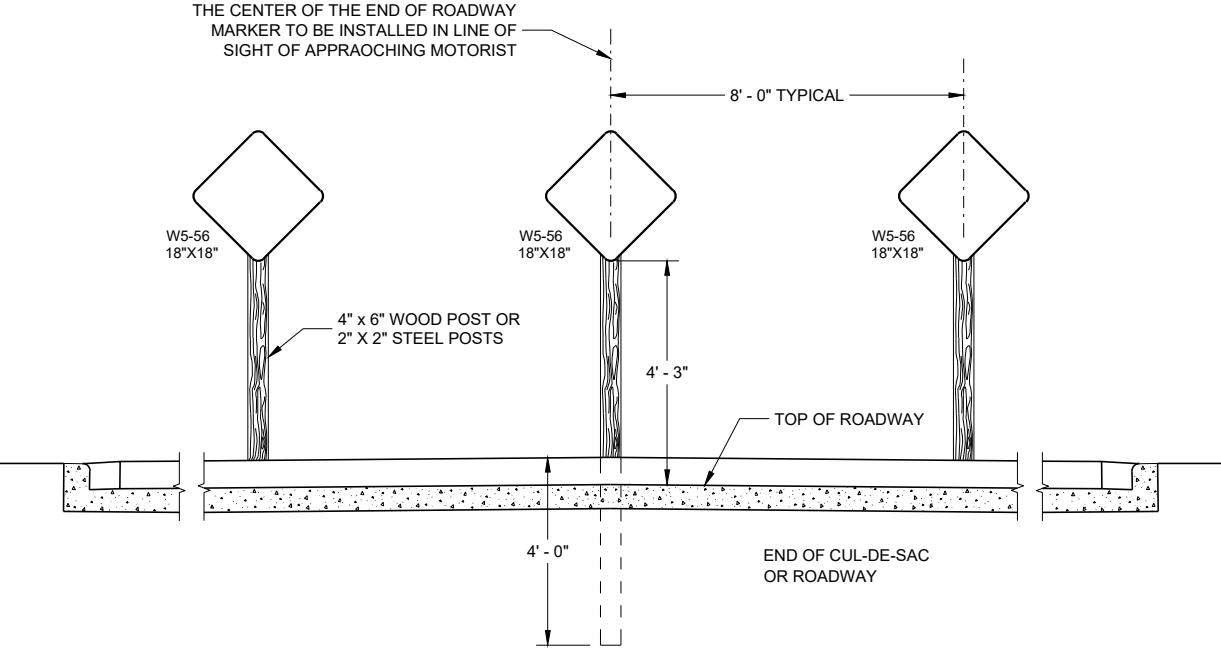 THE CENTER OF THE END OF ROADWAY
MARKER TO BE INSTALLED IN LINE OF
SIGHT OF APPRAOCHING MOTORIST
8' - 0" TYPICAL
W5-56
18"X18"
W5-56
18"X18"
W5-56
18"X18"
4" x 6" WOOD POST OR
2" X 2" STEEL POSTS
4' - 3"
TOP OF ROADWAY
4' - 0"
END OF CUL-DE-SAC
OR ROADWAY